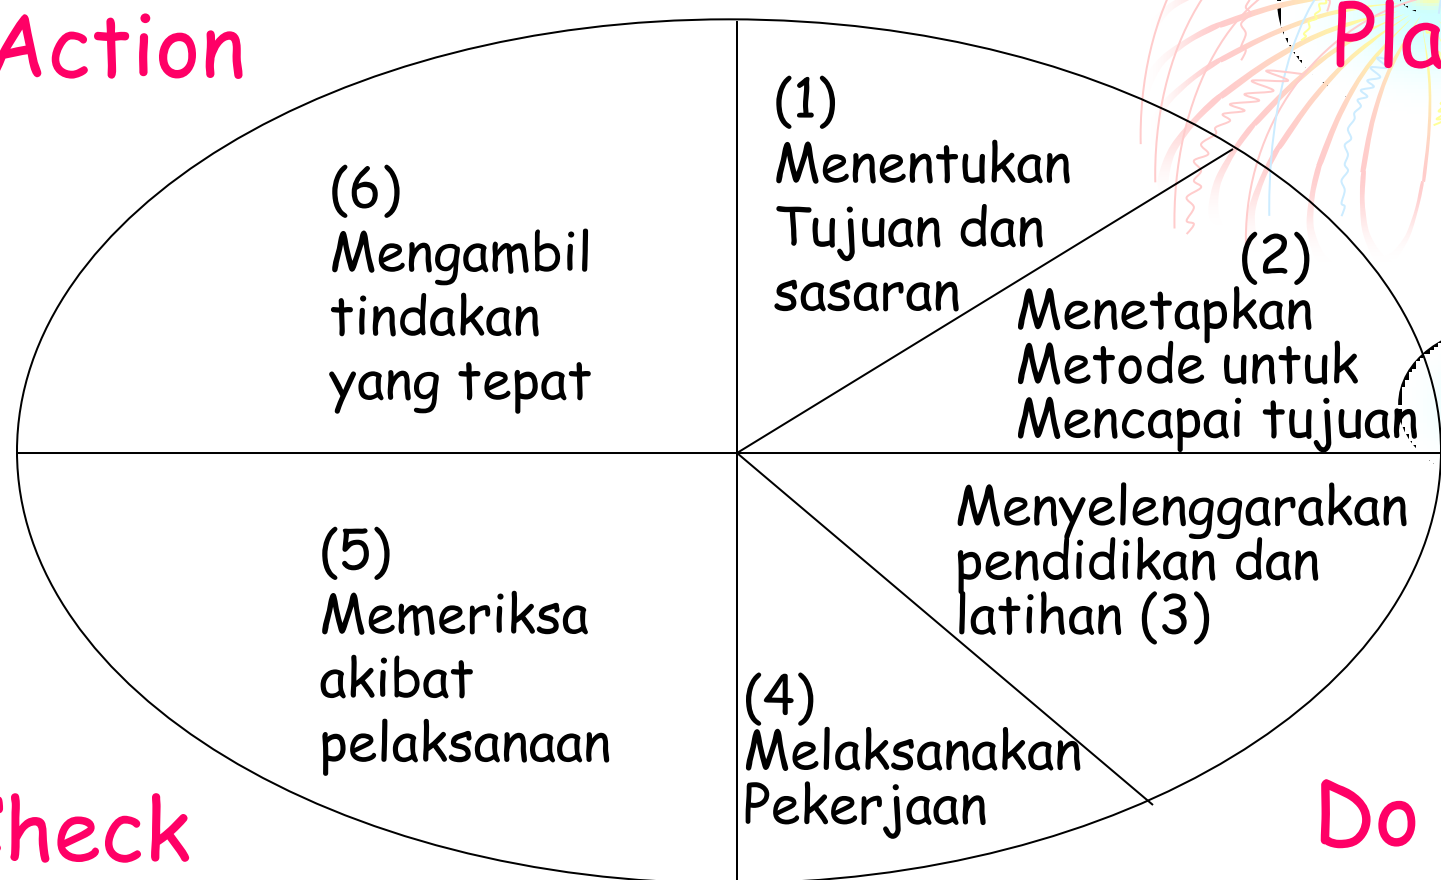 Action
Pla
(1)
Menentukan
Tujuan dan
sasaran
(2)
Menetapkan
Metode untuk
Mencapai tujuan
Menyelenggarakan
pendidikan dan
latihan (3)
(4)
Melaksanakan
Pekerjaan
(5)
Memeriksa
akibat
pelaksanaan
(6)
Mengambil
tindakan
yang tepat
Check
Do